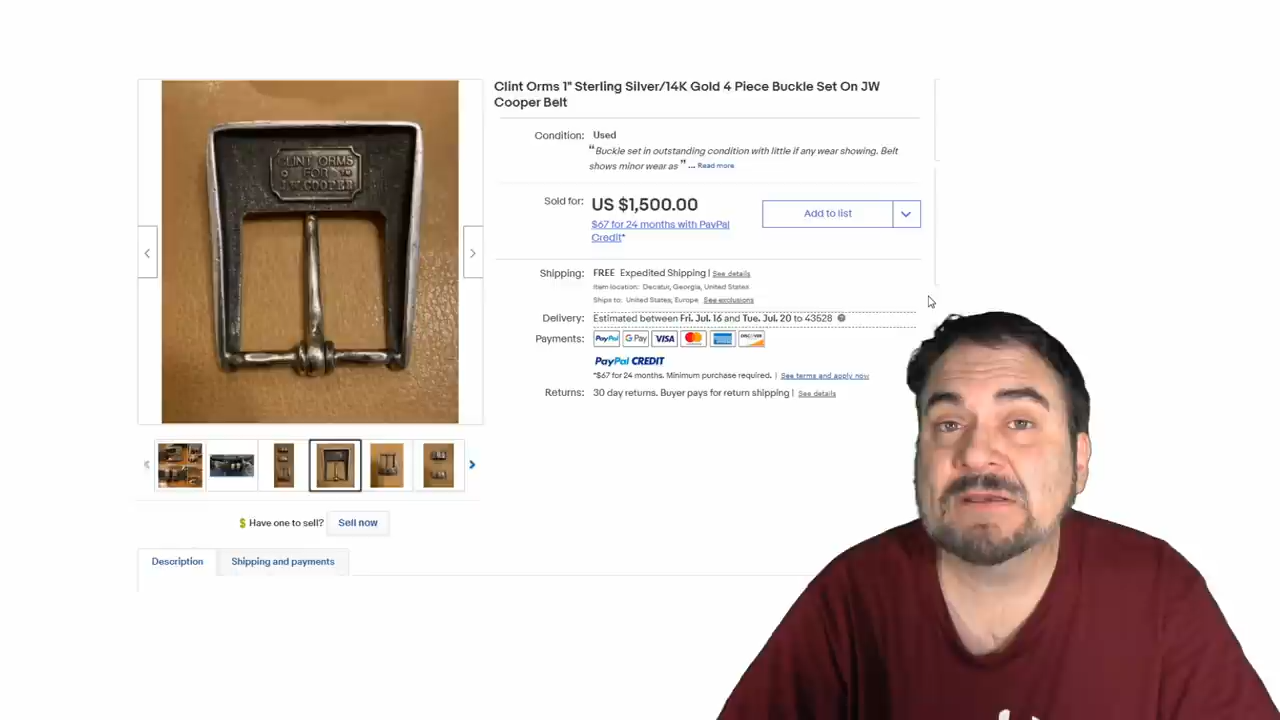 Clint Orms 1" Sterling Silver/14K Gold 4 Piece Buckle Set On JW
Cooper Belt
Condition: Used
“Buckle set in outstanding condition with little if any wear showing. Belt
shows minor wear as ” ... Read more
Sold for: US $1,500.00
Add to list
$67 for 24 months with PayPal
Credit*
Shipping: FREE Expedited Shipping | See details
Item location: Decatur, Georgia, United States
Ships to: United States, Europe See exclusions
Delivery: Estimated between Fri. Jul. 16 and Tue. Jul. 20 to 43528
Payments: PayPal G Pay VISA DISCOVER
PayPal CREDIT
*$67 for 24 months. Minimum purchase required. | See terms and apply now
Returns: 30 day returns. Buyer pays for return shipping | See details
CLINT ORMS
FOR
J.W. COOPER
$ Have one to sell? Sell now
Description Shipping and payments